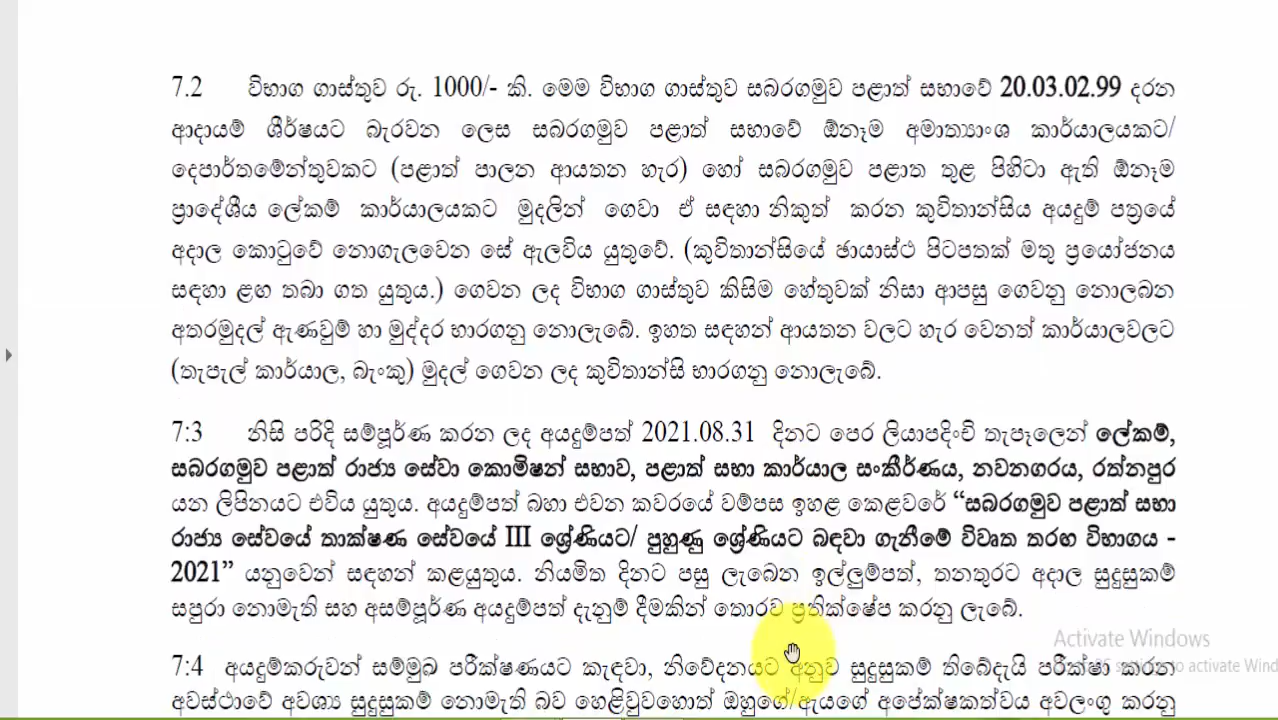 7.2 විභාග ගාස්තුව රු. 1000/- කි. මෙම විභාග ගාස්තුව සබරගමුව පළාත් සභාවේ 20.03.02.99 දරන
ආදායම් ශීර්ෂයට බැරවන ලෙස සබරගමුව පළාත් සභාවේ ඕනෑම අමාත්‍යාංශ කාර්යාලයකට/
දෙපාර්තමේන්තුවකට (පළාත් පාලන ආයතන හැර) හෝ සබරගමුව පළාත තුළ පිහිටා ඇති ඕනෑම
ප්‍රාදේශීය ලේකම් කාර්යාලයකට මුදලින් ගෙවා ඒ සඳහා නිකුත් කරන කුවිතාන්සිය අයදුම් පත්‍රයේ
අදාල කොටුවේ නොගැලවෙන සේ ඇලවිය යුතුවේ. (කුවිතාන්සියේ ඡායාස්ථ පිටපතක් මතු ප්‍රයෝජනය
සඳහා ළඟ තබා ගත යුතුය.) ගෙවන ලද විභාග ගාස්තුව කිසිම හේතුවක් නිසා ආපසු ගෙවනු නොලබන
අතරමුදල් ඇණවුම් හා මුද්දර භාරගනු නොලැබේ. ඉහත සඳහන් ආයතන වලට හැර වෙනත් කාර්යාලවලට
(තැපැල් කාර්යාල, බැංකු) මුදල් ගෙවන ලද කුවිතාන්සි භාරගනු නොලැබේ.
7:3 නිසි පරිදි සම්පූර්ණ කරන ලද අයදුම්පත් 2021.08.31 දිනට පෙර ලියාපදිංචි තැපෑලෙන් ලේකම්,
සබරගමුව පළාත් රාජ්‍ය සේවා කොමිෂන් සභාව, පළාත් සභා කාර්යාල සංකීර්ණය, නවනගරය, රත්නපුර
යන ලිපිනයට එවිය යුතුය. අයදුම්පත් බහා එවන කවරයේ වම්පස ඉහළ කෙළවරේ “සබරගමුව පළාත් සභා
රාජ්‍ය සේවයේ තාක්ෂණ සේවයේ III ශ්‍රේණියට/ පුහුණු ශ්‍රේණියට බඳවා ගැනීමේ විවෘත තරඟ විභාගය -
2021” යනුවෙන් සඳහන් කළයුතුය. නියමිත දිනට පසු ලැබෙන ඉල්ලුම්පත්, තනතුරට අදාල සුදුසුකම්
සපුරා නොමැති සහ අසම්පූර්ණ අයදුම්පත් දැනුම් දීමකින් තොරව ප්‍රතික්ෂේප කරනු ලැබේ.
Activate Windows
7:4 අයදුම්කරුවන් සම්මුඛ පරීක්ෂණයට කැඳවා, නිවේදනයට අනුව සුදුසුකම් තිබේදැයි පරීක්ෂා කරන
to activate Wind
අවස්ථාවේ අවශ්‍ය සුදුසුකම් නොමැති බව හෙළිවුවහොත් ඔහුගේ/ඇයගේ අපේක්ෂකත්වය අවලංගු කරනු